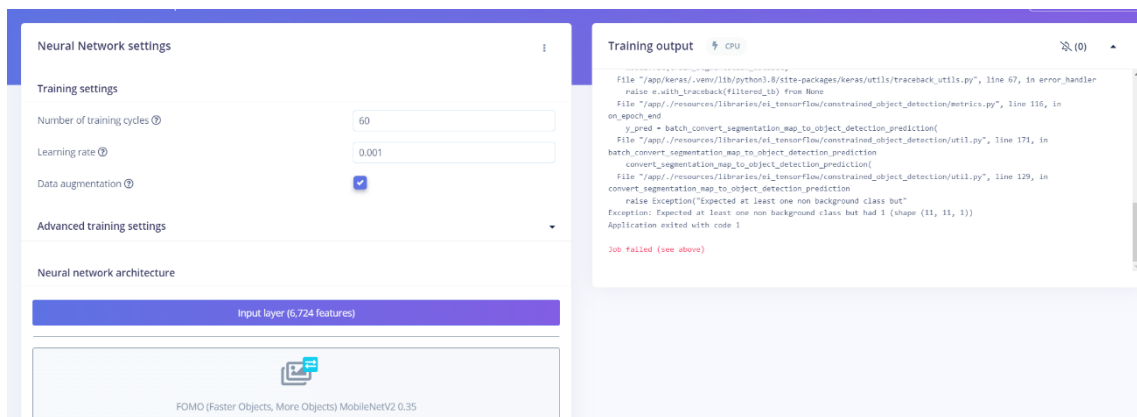 Neural Network settings
Training settings
Number of training cycles
60
Learning rate
0.001
Data augmentation
Advanced training settings
Neural network architecture
Input layer (6,724 features)
FOMO (Faster Objects, More Objects) MobileNetV2 0.35
Training output
CPU
(0)
File "/app/keras/.venv/lib/python3.8/site-packages/keras/utils/traceback_utils.py", line 67, in error_handler
raise e.with_traceback(filtered_tb) from None
File "/app/./resources/libraries/ei_tensorflow/constrained_object_detection/metrics.py", line 116, in
on_epoch_end
y_pred = batch_convert_segmentation_map_to_object_detection_prediction(
File "/app/./resources/libraries/ei_tensorflow/constrained_object_detection/util.py", line 171, in
batch_convert_segmentation_map_to_object_detection_prediction
convert_segmentation_map_to_object_detection_prediction(
File "/app/./resources/libraries/ei_tensorflow/constrained_object_detection/util.py", line 129, in
convert_segmentation_map_to_object_detection_prediction
raise Exception("Expected at least one non background class but"
Exception: Expected at least one non background class but had 1 (shape (11, 11, 1))
Application exited with code 1
Job failed (see above)